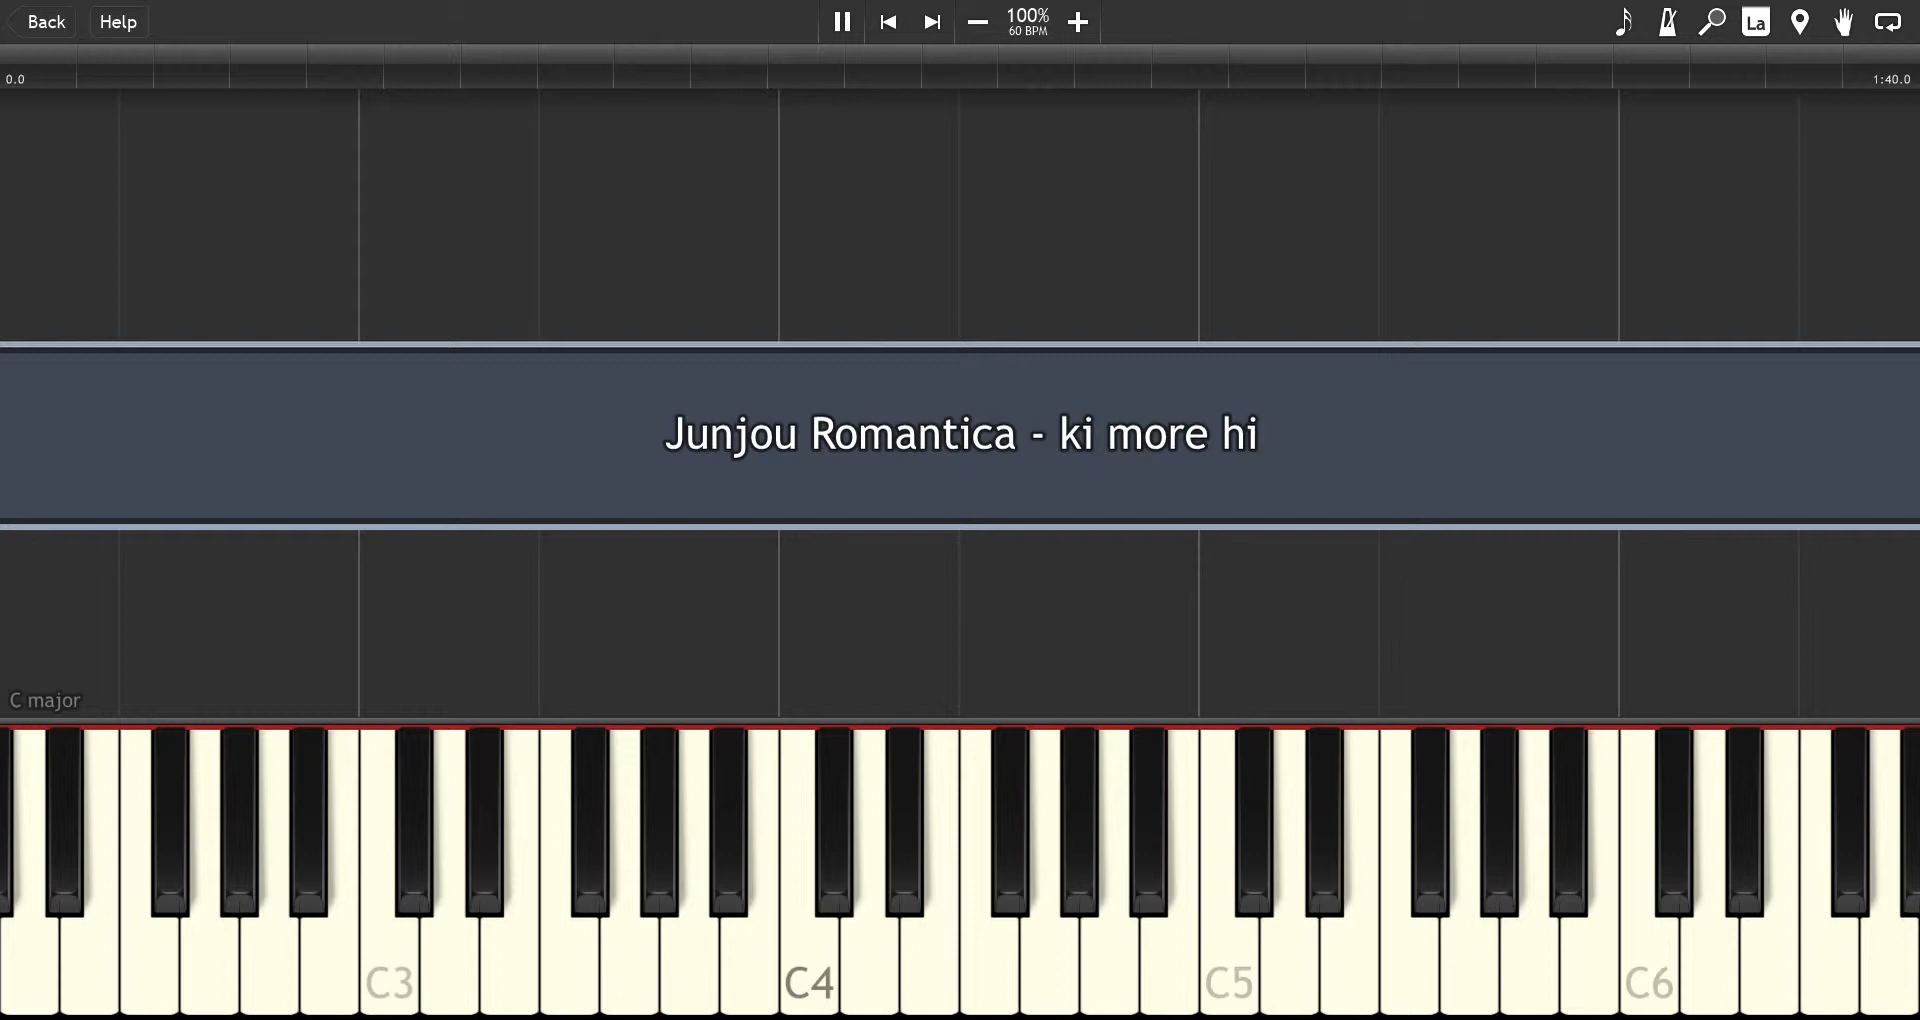 Back Help 100% La
60 BPM
0.0 1:40.0
Junjou Romantica - ki more hi
C major
C3 C4 C5 C6